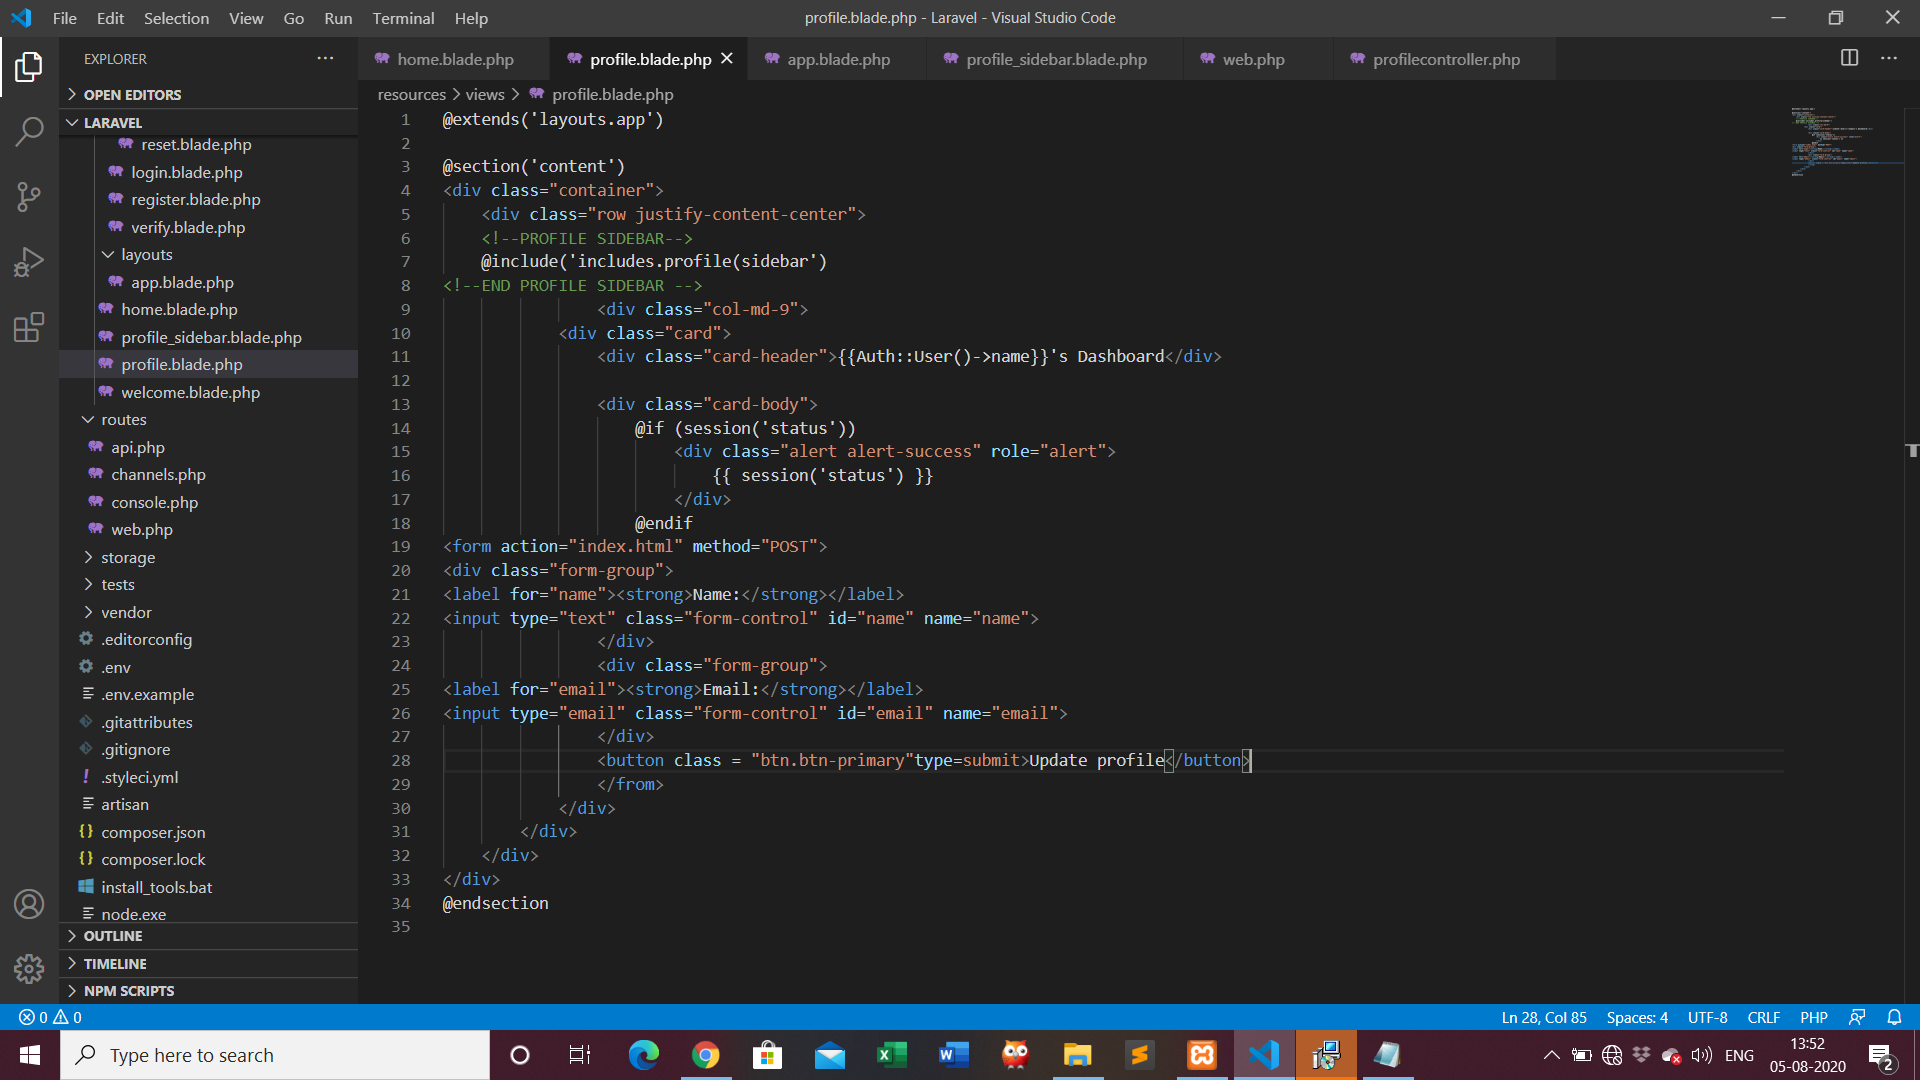 File Edit Selection View Go Run Terminal Help
profile.blade.php - Laravel - Visual Studio Code
EXPLORER
OPEN EDITORS
LARAVEL
reset.blade.php
login.blade.php
register.blade.php
verify.blade.php
layouts
app.blade.php
home.blade.php
profile_sidebar.blade.php
profile.blade.php
welcome.blade.php
routes
api.php
channels.php
console.php
web.php
storage
tests
vendor
.editorconfig
.env
.env.example
.gitattributes
.gitignore
.styleci.yml
artisan
composer.json
composer.lock
install_tools.bat
node.exe
OUTLINE
TIMELINE
NPM SCRIPTS
home.blade.php profile.blade.php app.blade.php profile_sidebar.blade.php web.php profilecontroller.php
resources > views > profile.blade.php
1 @extends('layouts.app')
2
3 @section('content')
4 <div class="container">
5 <div class="row justify-content-center">
6 <!--PROFILE SIDEBAR-->
7 @include('includes.profile(sidebar')
8 <!--END PROFILE SIDEBAR -->
9 <div class="col-md-9">
10 <div class="card">
11 <div class="card-header">{{Auth::User()->name}}'s Dashboard</div>
12
13 <div class="card-body">
14 @if (session('status'))
15 <div class="alert alert-success" role="alert">
16 {{ session('status') }}
17 </div>
18 @endif
19 <form action="index.html" method="POST">
20 <div class="form-group">
21 <label for="name"><strong>Name:</strong></label>
22 <input type="text" class="form-control" id="name" name="name">
23 </div>
24 <div class="form-group">
25 <label for="email"><strong>Email:</strong></label>
26 <input type="email" class="form-control" id="email" name="email">
27 </div>
28 <button class = "btn.btn-primary"type=submit>Update profile</button>
29 </from>
30 </div>
31 </div>
32 </div>
33 </div>
34 @endsection
35
0 0
Ln 28, Col 85 Spaces: 4 UTF-8 CRLF PHP
Type here to search
ENG
13:52
05-08-2020
2